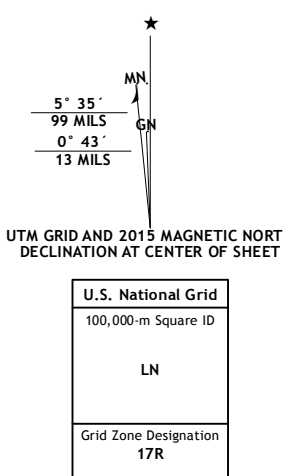 MN
5° 35´
99 MILS
GN
0° 43´
13 MILS
UTM GRID AND 2015 MAGNETIC NORT
DECLINATION AT CENTER OF SHEET
U.S. National Grid
100,000-m Square ID
LN
Grid Zone Designation
17R